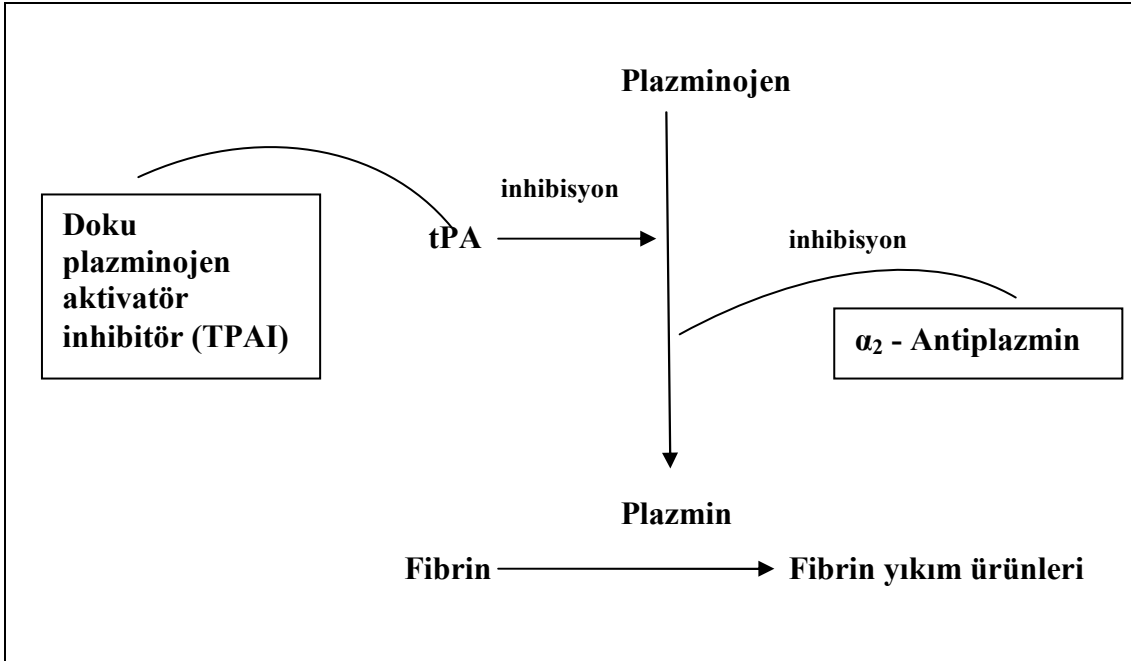 Plazminojen
inhibisyon
Doku
plazminojen
aktivatör
inhibitör (TPAI)
tPA
inhibisyon
α₂ - Antiplazmin
Plazmin
Fibrin
Fibrin yıkım ürünleri